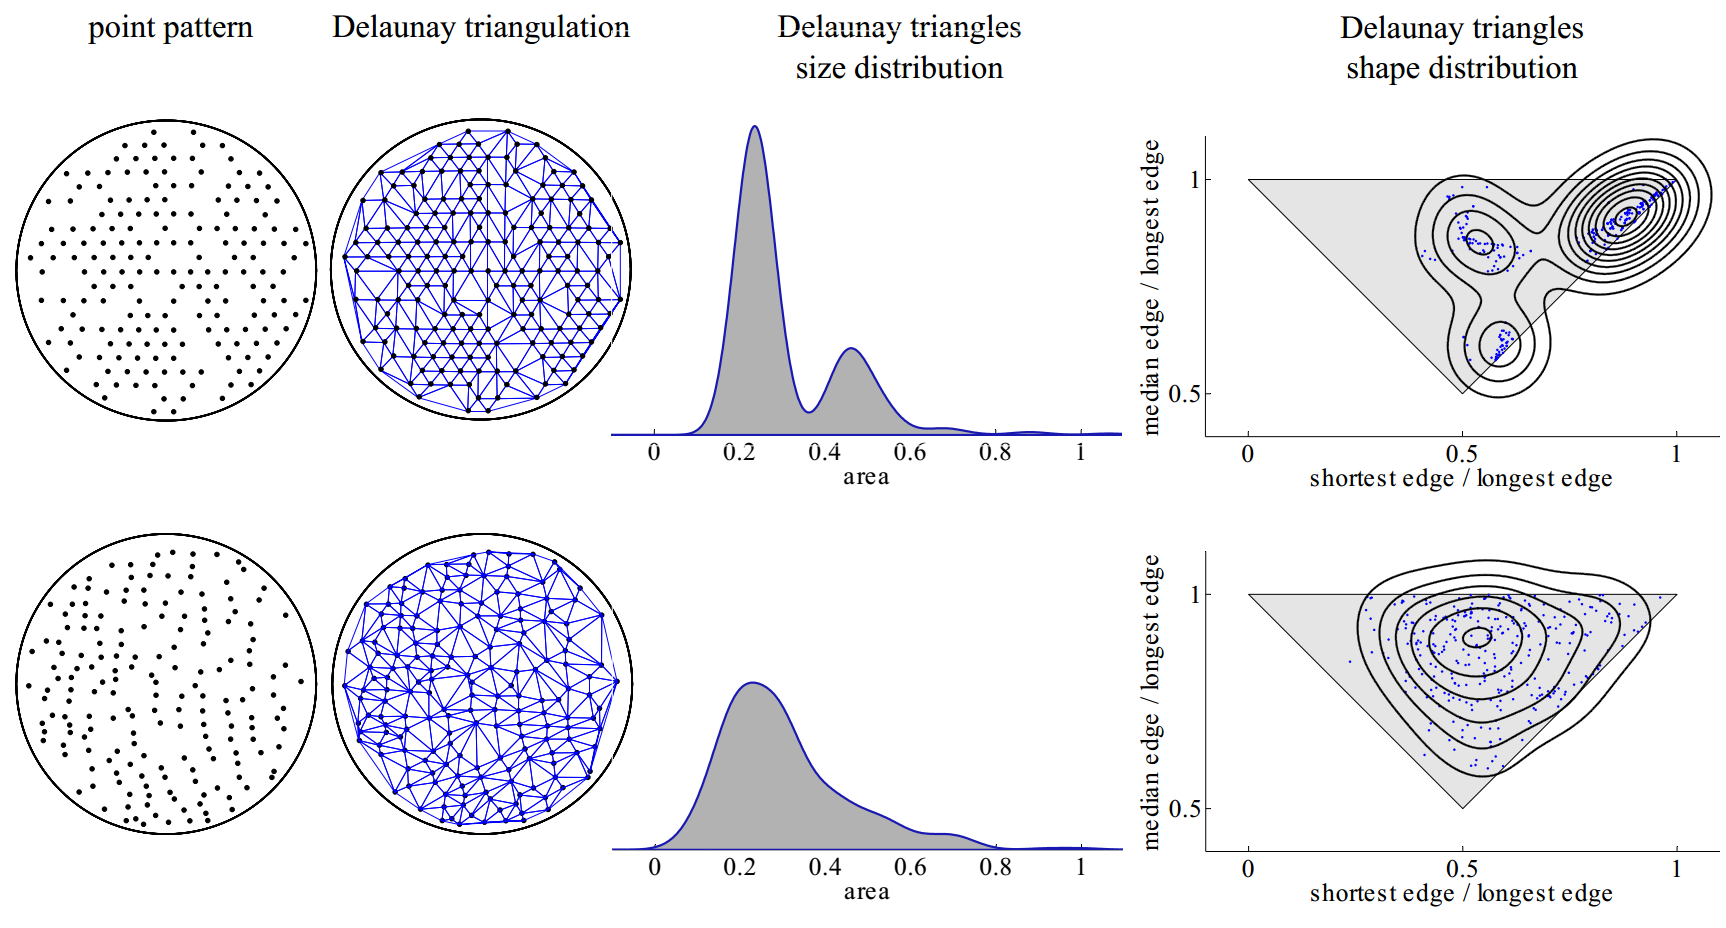 point pattern
Delaunay triangulation
Delaunay triangles
size distribution
Delaunay triangles
shape distribution
0 0.2 0.4 0.6 0.8 1
area
median edge / longest edge
1
0.5
0 0.5 1
shortest edge / longest edge
0 0.2 0.4 0.6 0.8 1
area
median edge / longest edge
1
0.5
0 0.5 1
shortest edge / longest edge